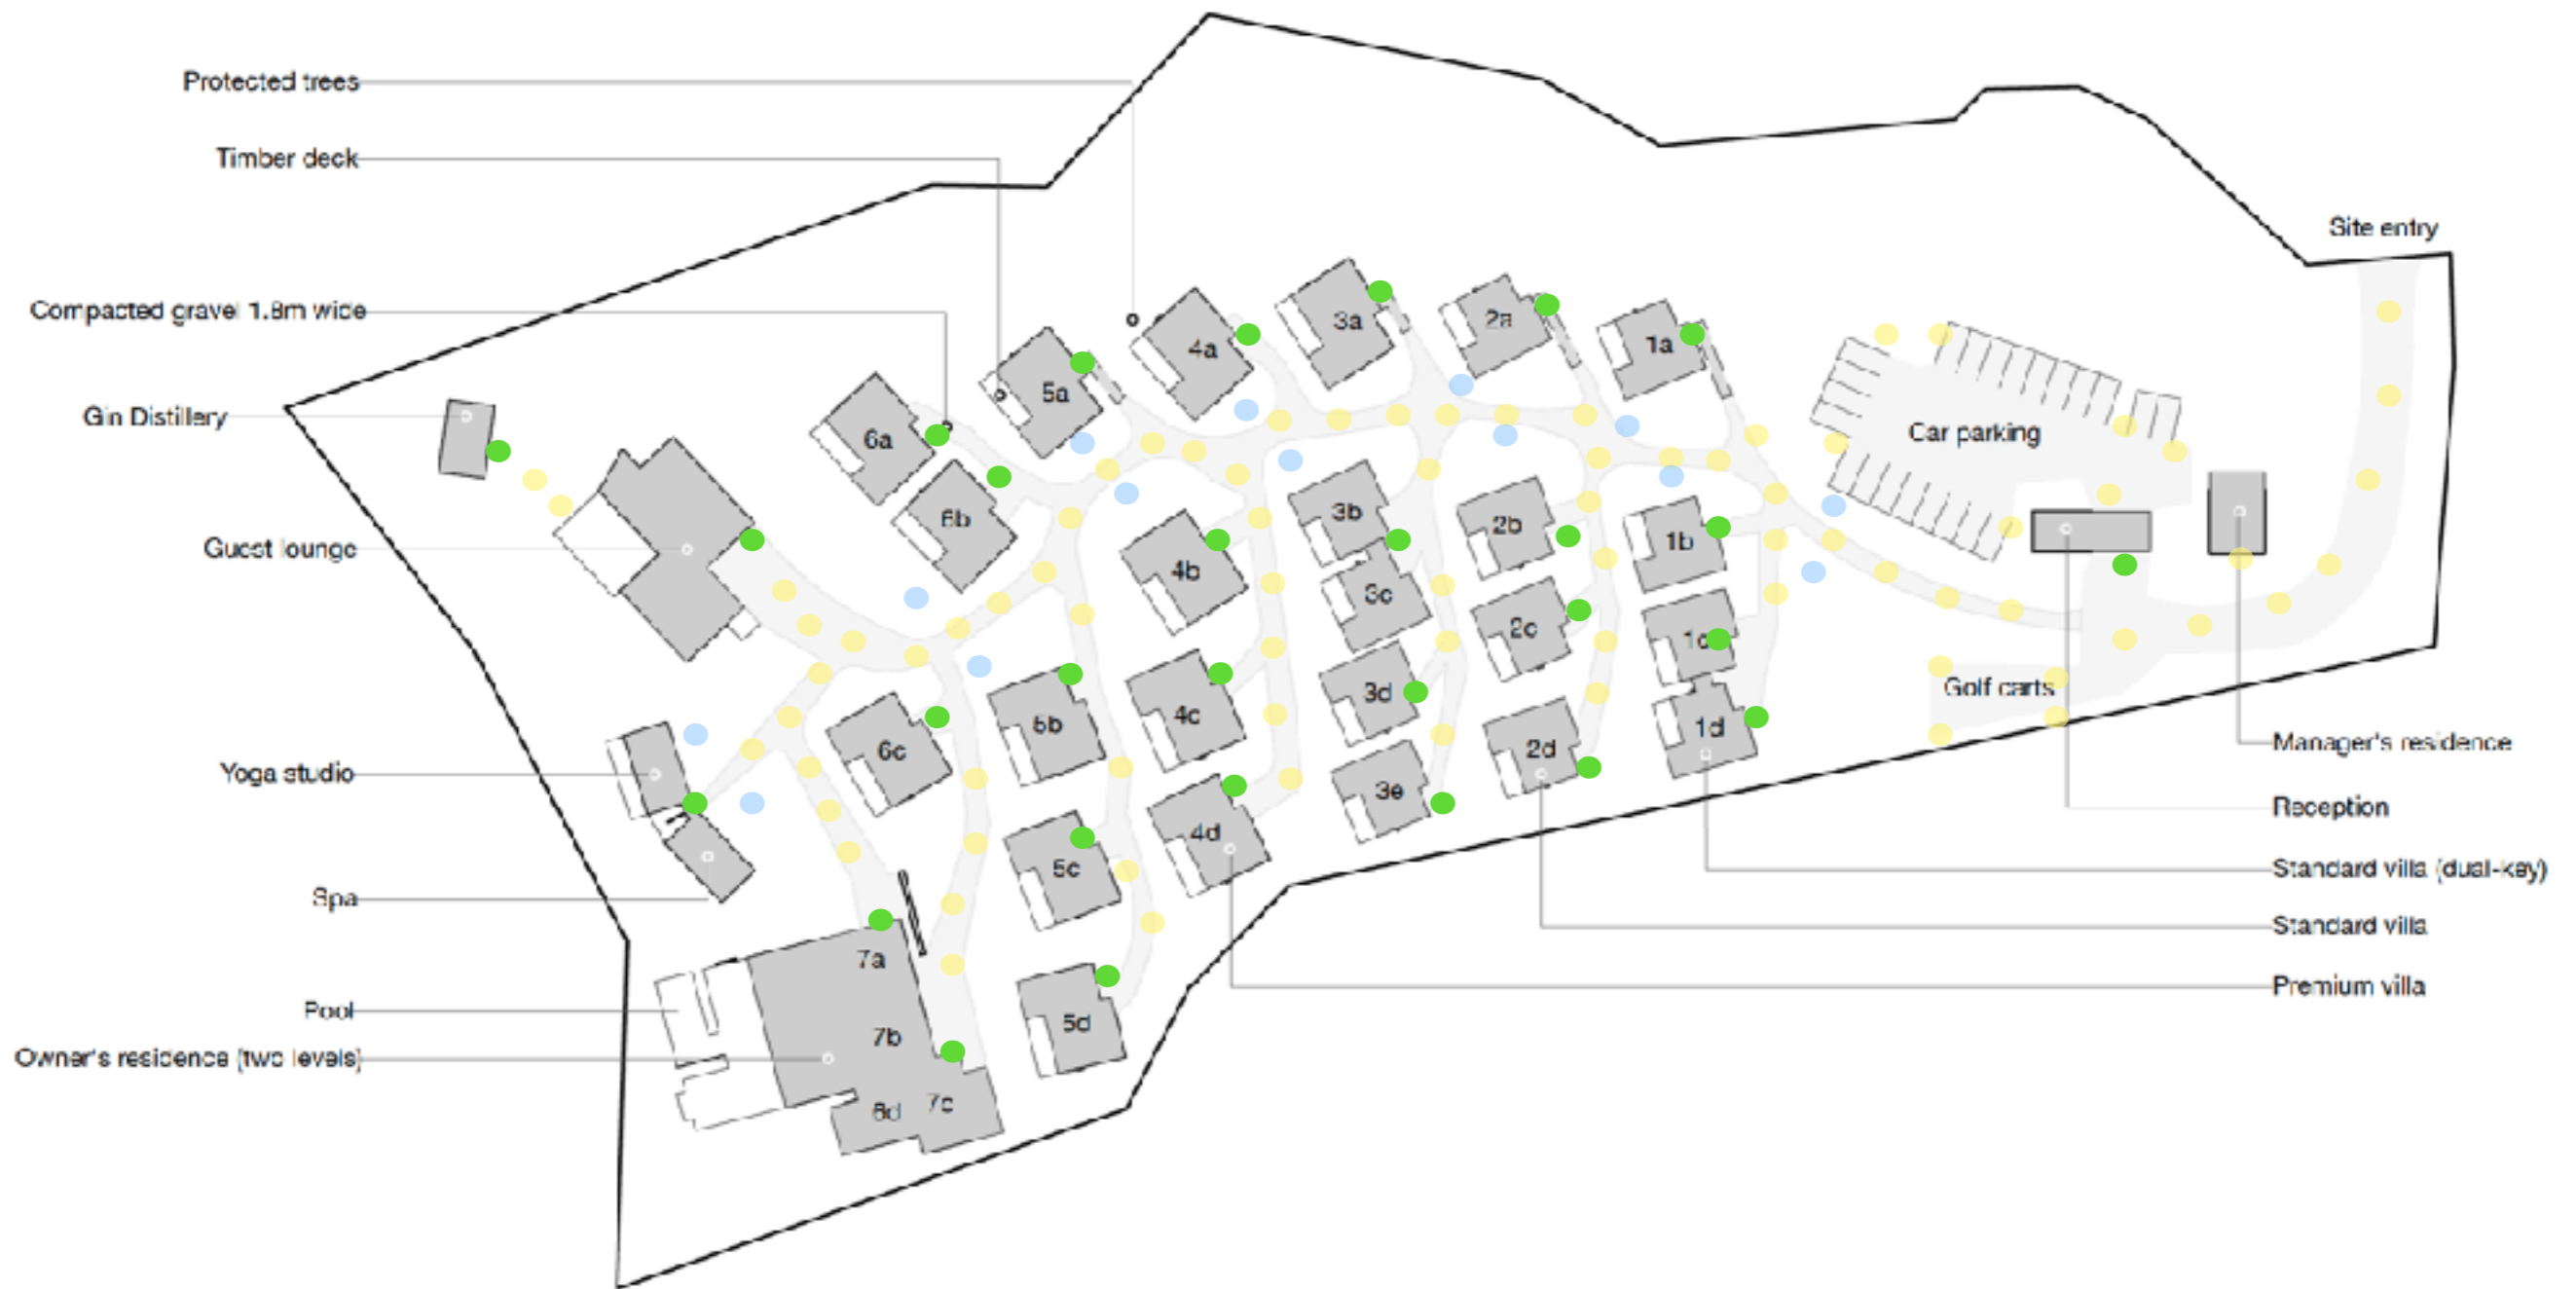 Protected trees
Timber deck
Compacted gravel 1.8m wide
Gin Distillery
Guest lounge
Yoga studio
Spa
Pool
Owner's residence (two levels)
Site entry
Car parking
Golf carts
Manager's residence
Reception
Standard villa (dual-key)
Standard villa
Premium villa
1a
2a
3a
4a
5a
6a
6b
1b
2b
3b
4b
3c
2c
1c
1d
2d
3d
3e
4c
4d
5b
5c
5d
6c
7a
7b
7c
6d